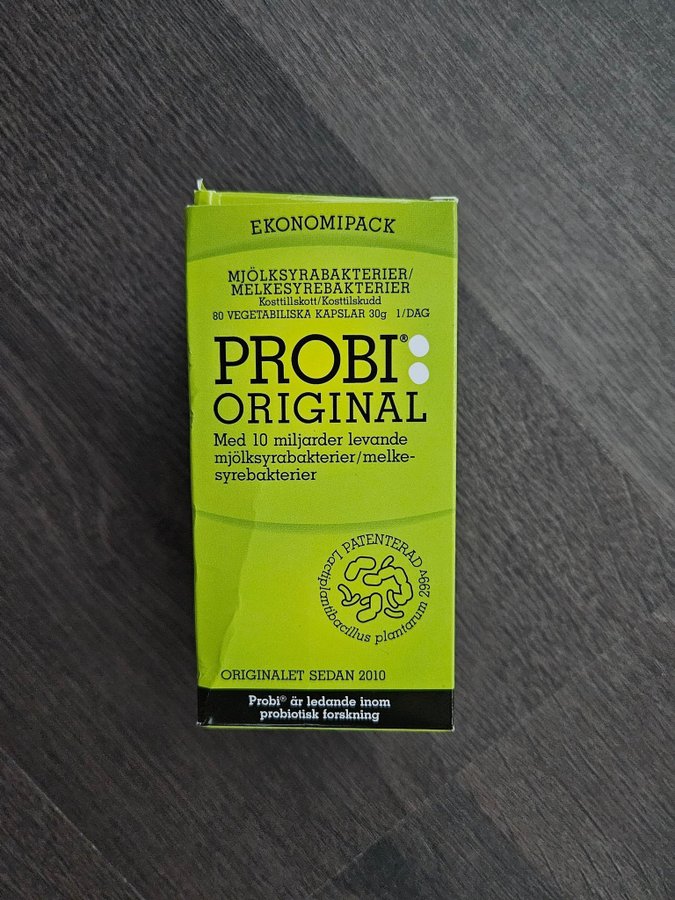 EKONOMIPACK
MJÖLKSYRABAKTERIER/
MELKESYREBAKTERIER
Kosttillskott/Kosttilskudd
80 VEGETABILISKA KAPSLAR 30g 1/DAG
PROBI®
ORIGINAL
Med 10 miljarder levande
mjölksyrabakterier/melke-
syrebakterier
PATENTERAD
Lactiplantibacillus plantarum 299v
ORIGINALET SEDAN 2010
Probi® är ledande inom
probiotisk forskning